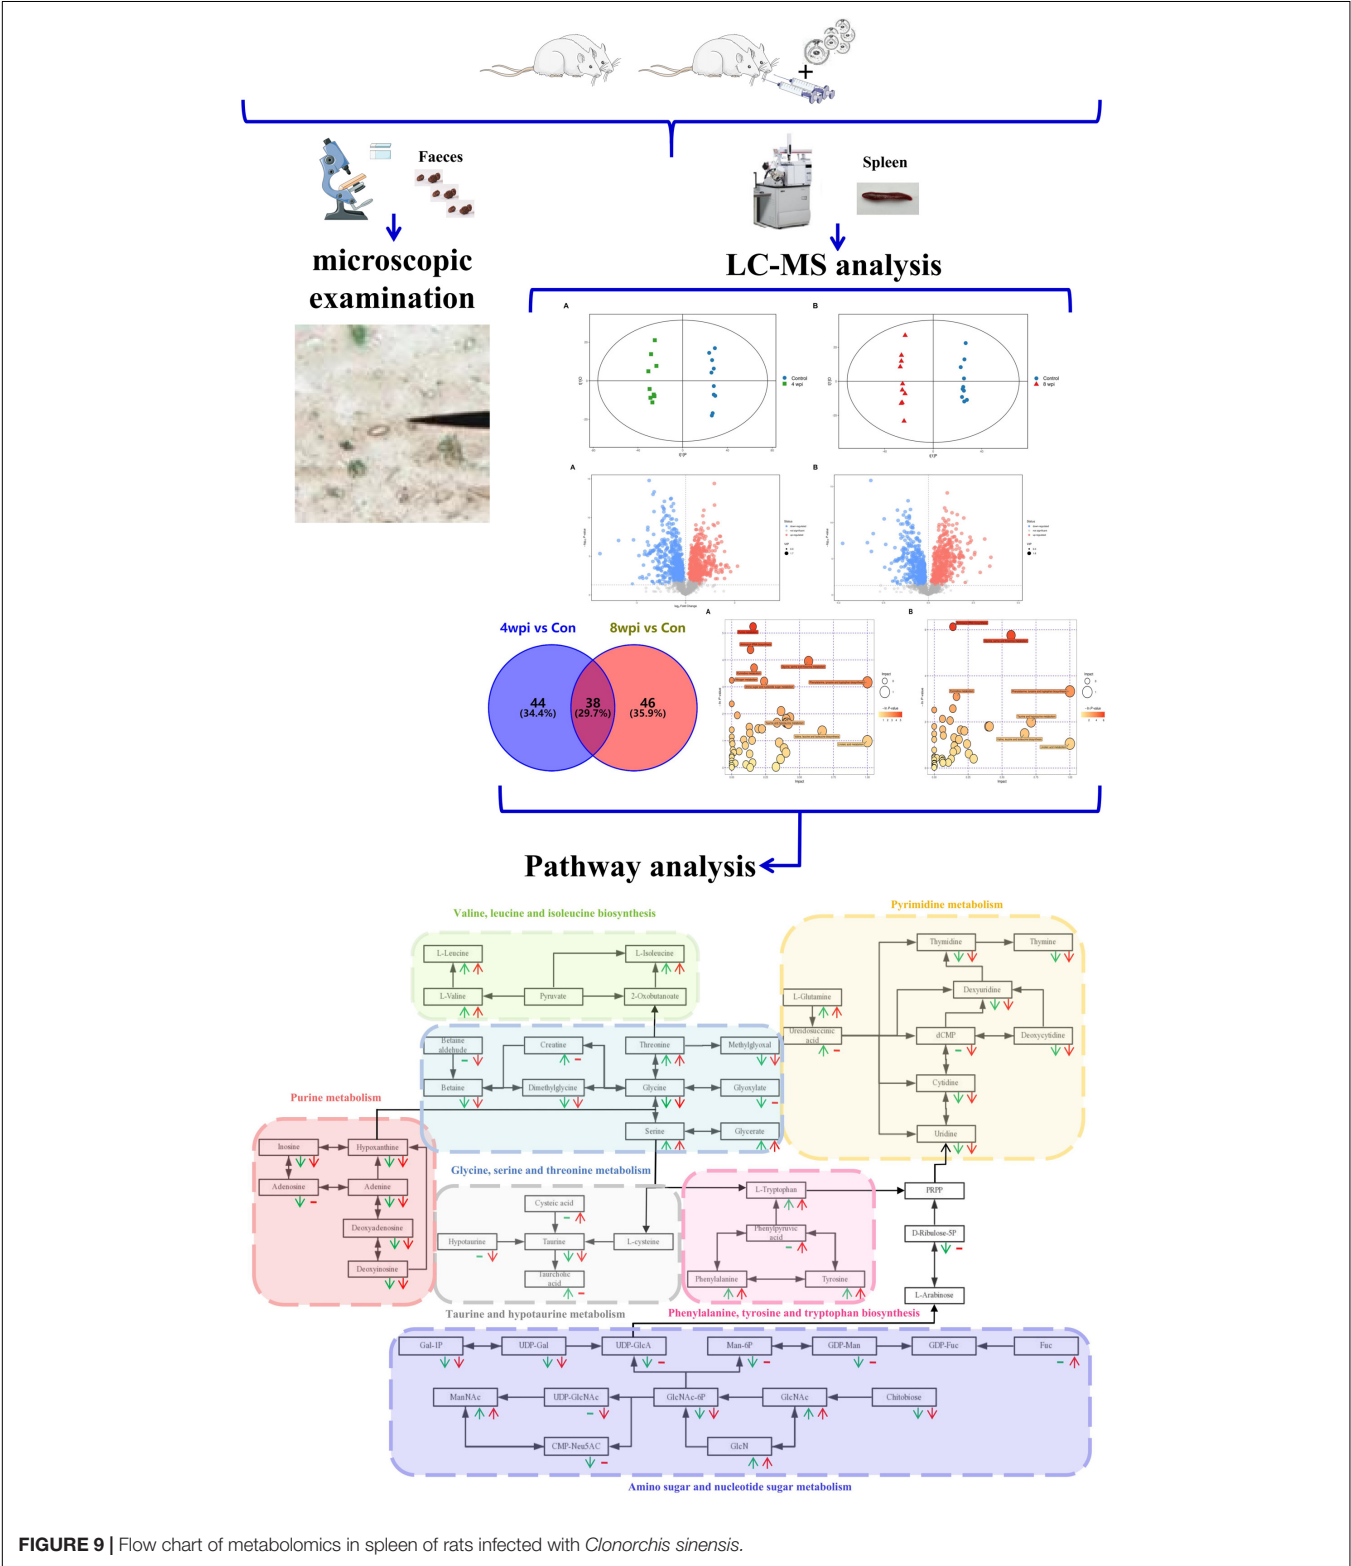 +
Faeces
Spleen
microscopic
examination
LC-MS analysis
A
B
Control
4 wpi
Control
8 wpi
A
B
4wpi vs Con
8wpi vs Con
44
(34.4%)
38
(29.7%)
46
(35.9%)
A
B
Impact
Impact
Pathway analysis
Valine, leucine and isoleucine biosynthesis
L-Leucine
L-Isoleucine
L-Valine
Pyruvate
2-Oxobutanoate
Pyrimidine metabolism
Thymidine
Thymine
L-Glutamine
Dexyuridine
Ureidosuccinic
acid
dCMP
Deoxycytidine
Cytidine
Uridine
Betaine
aldehyde
Creatine
Threonine
Methylglyoxal
Betaine
Dimethylglycine
Glycine
Glyoxylate
Serine
Glycerate
Glycine, serine and threonine metabolism
Purine metabolism
Inosine
Hypoxanthine
Adenosine
Adenine
Deoxyadenosine
Deoxyinosine
Cysteic acid
Hypotaurine
Taurine
L-cysteine
Taurcholic
acid
Taurine and hypotaurine metabolism
L-Tryptophan
Phenylpyruvic
acid
Phenylalanine
Tyrosine
Phenylalanine, tyrosine and tryptophan biosynthesis
PRPP
D-Ribulose-5P
L-Arabinose
Gal-1P
UDP-Gal
UDP-GlcA
Man-6P
GDP-Man
GDP-Fuc
Fuc
ManNAc
UDP-GlcNAc
GlcNAc-6P
GlcNAc
Chitobiose
CMP-Neu5AC
GlcN
Amino sugar and nucleotide sugar metabolism
FIGURE 9 | Flow chart of metabolomics in spleen of rats infected with Clonorchis sinensis.